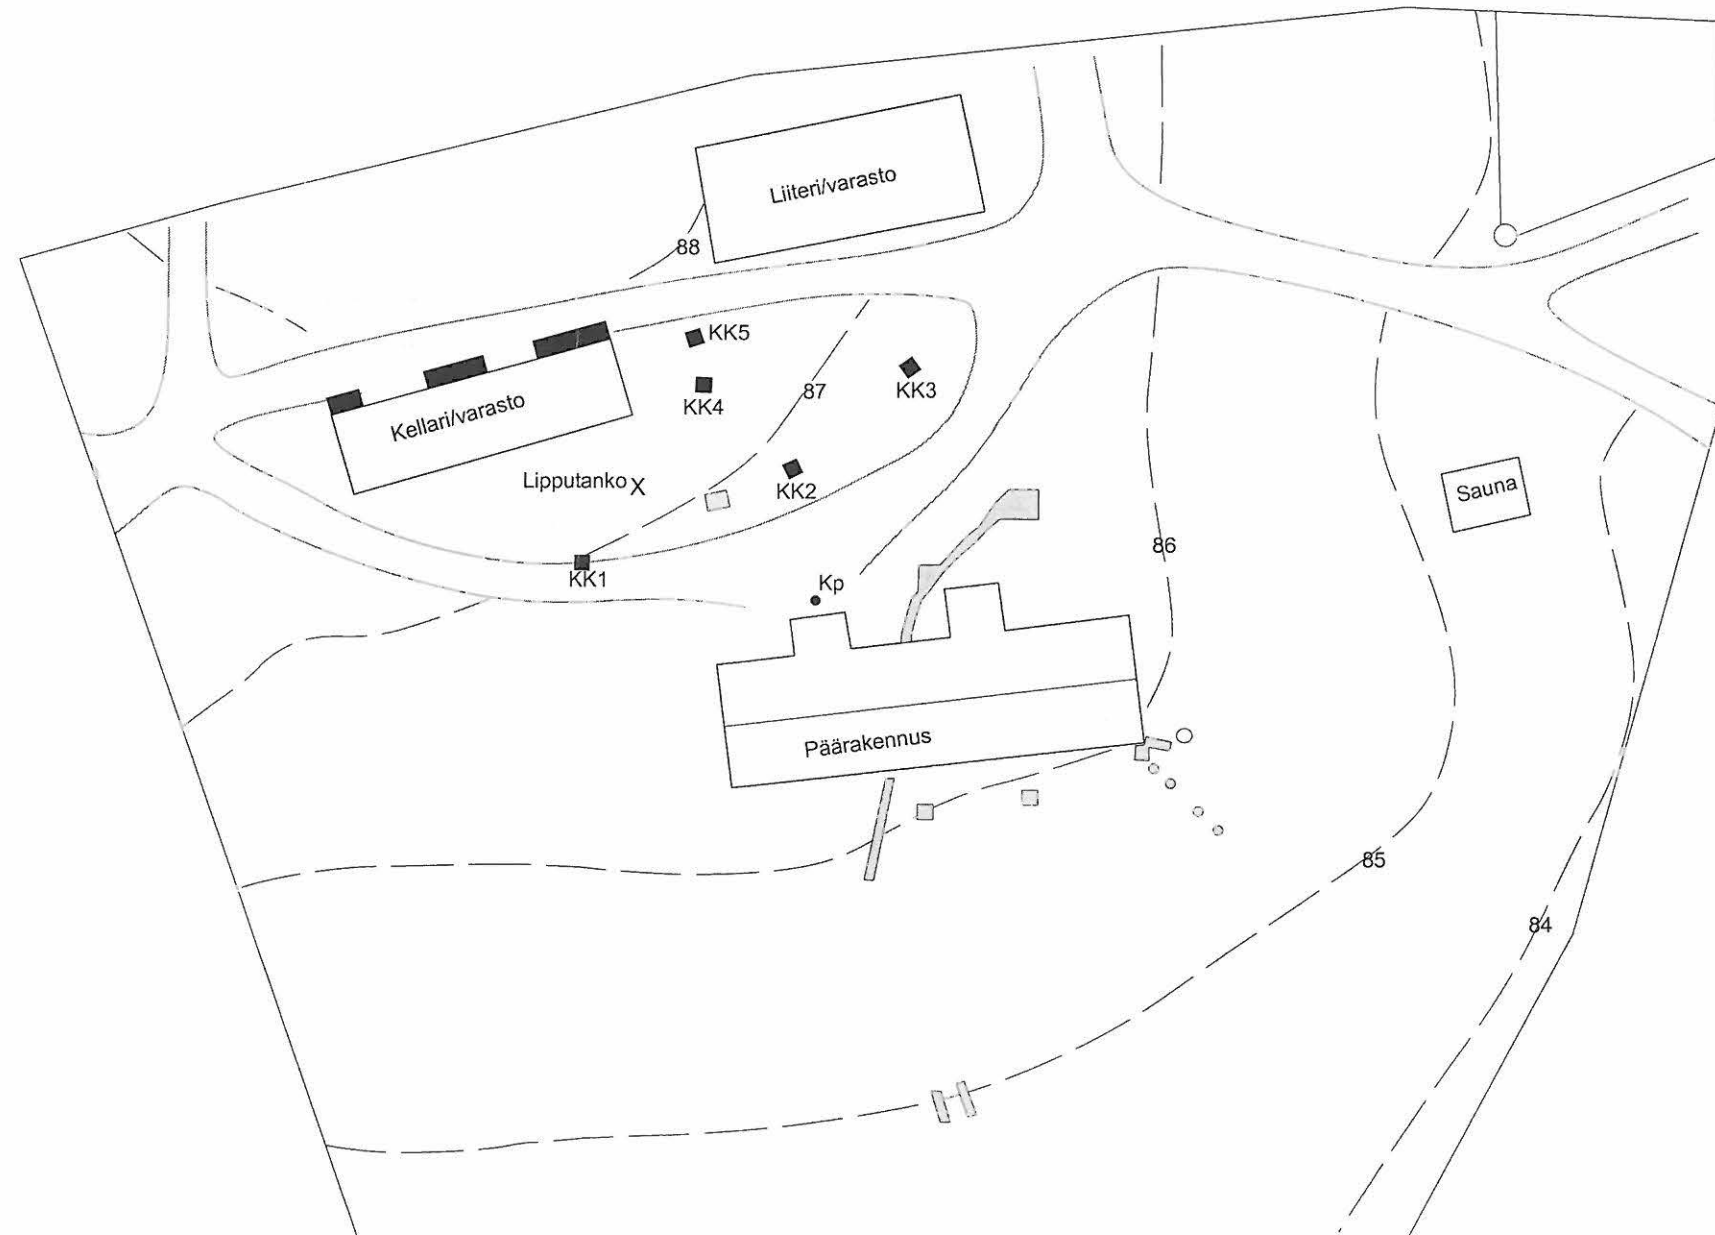 Liiteri/varasto
88
KK5
87
KK3
KK4
Kellari/varasto
Lipputanko X
KK2
Sauna
86
KK1
Kp
Päärakennus
85
84